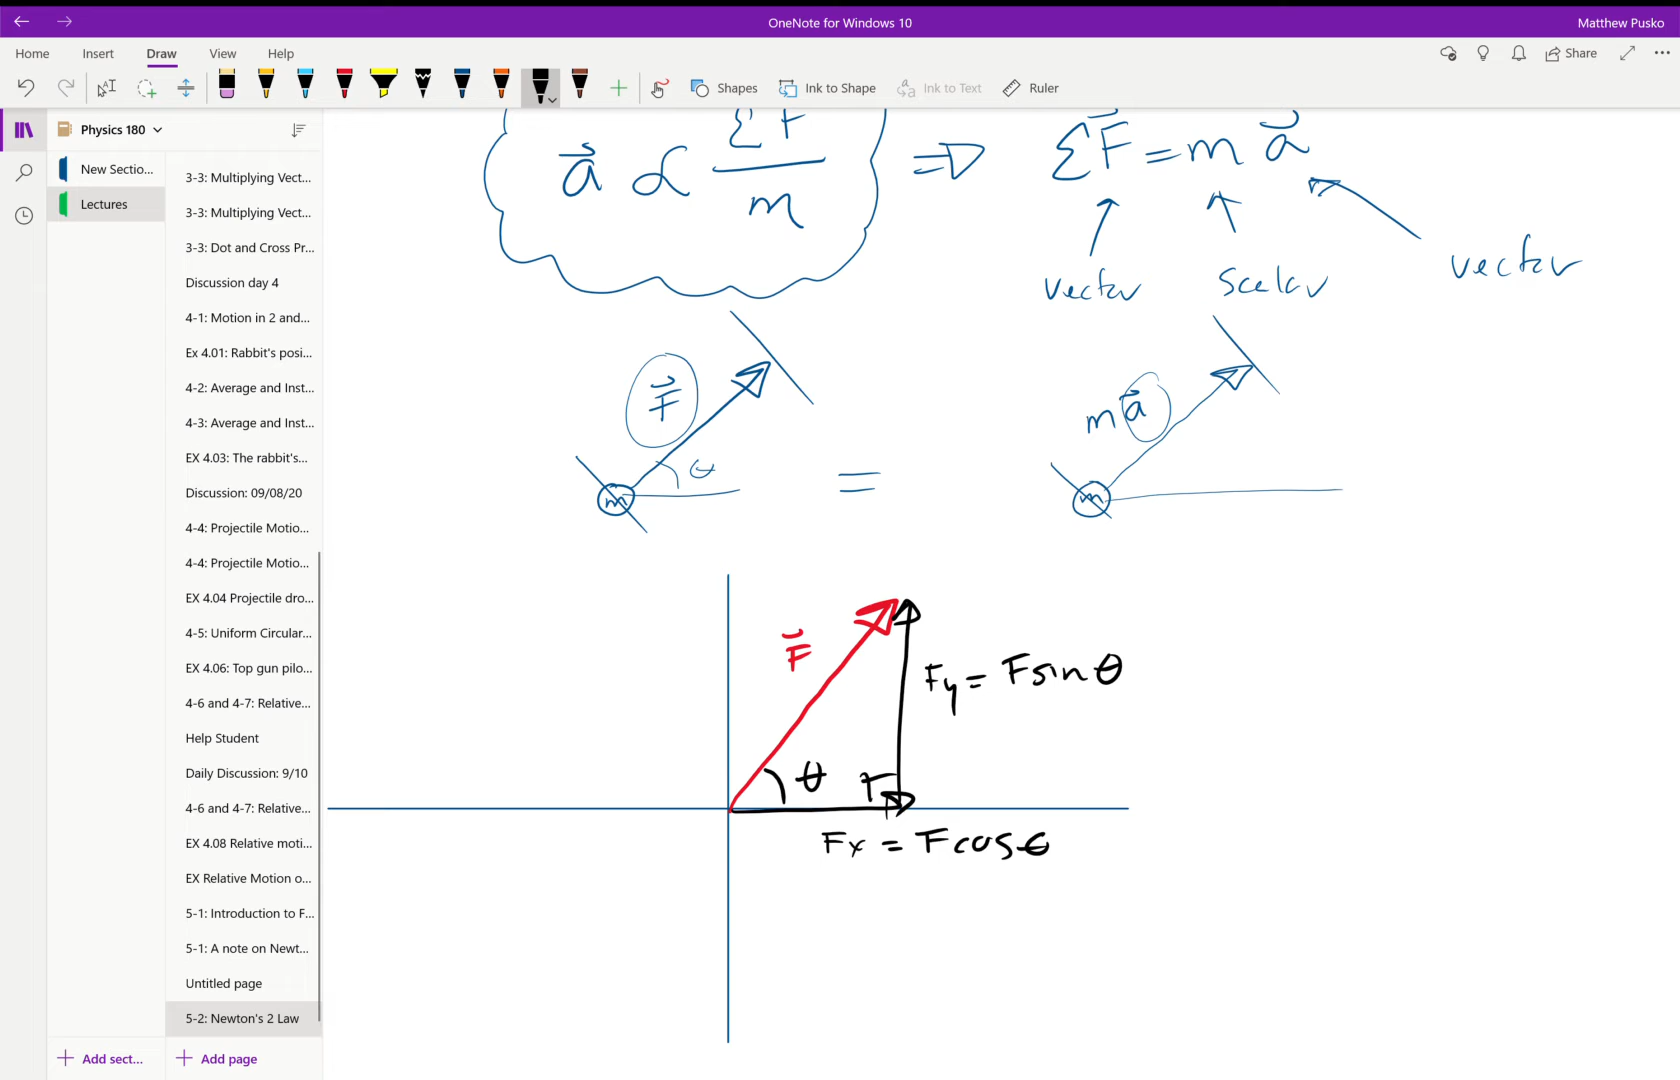 OneNote for Windows 10
Matthew Pusko
Home Insert Draw View Help
Share
Shapes
Ink to Shape
Ink to Text
Ruler
Physics 180
New Sectio...
Lectures
3-3: Multiplying Vect...
3-3: Multiplying Vect...
3-3: Dot and Cross Pr...
Discussion day 4
4-1: Motion in 2 and...
Ex 4.01: Rabbit's posi...
4-2: Average and Inst...
4-3: Average and Inst...
EX 4.03: The rabbit's...
Discussion: 09/08/20
4-4: Projectile Motio...
4-4: Projectile Motio...
EX 4.04 Projectile dro...
4-5: Uniform Circular...
EX 4.06: Top gun pilo...
4-6 and 4-7: Relative...
Help Student
Daily Discussion: 9/10
4-6 and 4-7: Relative...
EX 4.08 Relative moti...
EX Relative Motion o...
5-1: Introduction to F...
5-1: A note on Newt...
Untitled page
5-2: Newton's 2 Law
Add sect...
Add page
a⃗ ∝ ΣF/m ⇒ ΣF⃗ = m a⃗
vector scalar vector
F⃗ θ m = m a⃗ m
F⃗
Fy = F sin θ
θ
Fx = F cos θ